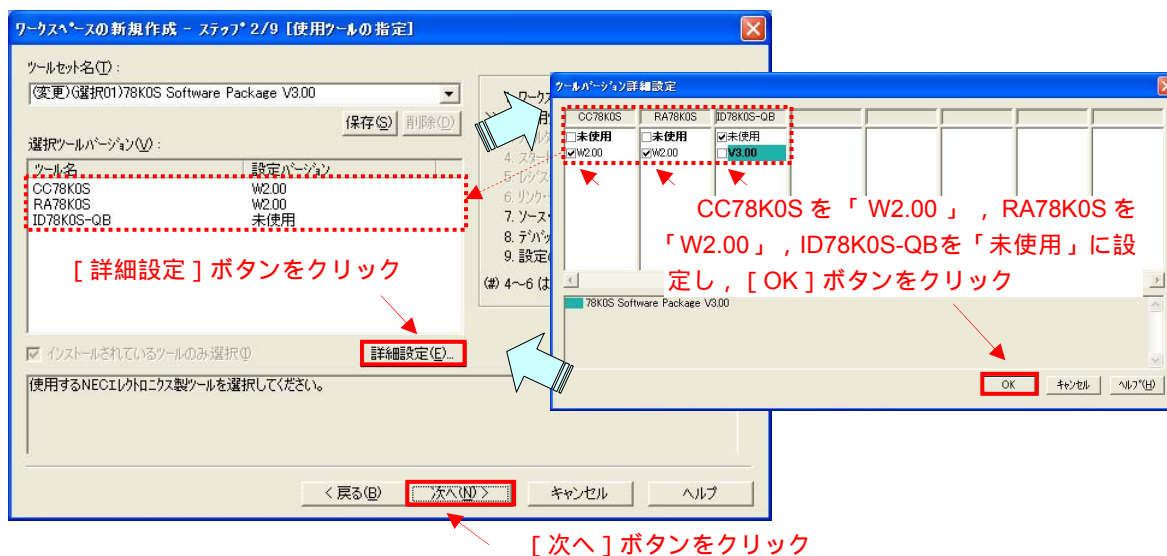 ワークスペースの新規作成 - ステップ 2/9 [使用ツールの指定]
ツールセット名(T) :
(変更)(選択01)78K0S Software Package V3.00
保存(S) 削除(D)
選択ツールバージョン(V) :
ツール名 設定バージョン
CC78K0S W2.00
RA78K0S W2.00
ID78K0S-QB 未使用
[ 詳細設定 ] ボタンをクリック
インストールされているツールのみ選択(I)
詳細設定(E)...
使用するNECエレクトロニクス製ツールを選択してください。
< 戻る(B) 次へ(N) > キャンセル ヘルプ
[ 次へ ] ボタンをクリック
7. ソース
9. 設定
(#) 4~6 は
ツールバージョン詳細設定
CC78K0S RA78K0S ID78K0S-QB
未使用 未使用 未使用
W2.00 W2.00 V3.00
CC78K0S を 「 W2.00 」 , RA78K0S を
「 W2.00 」 , ID78K0S-QBを「未使用」に設
定し , [ OK ] ボタンをクリック
78K0S Software Package V3.00
OK キャンセル ヘルプ(H)